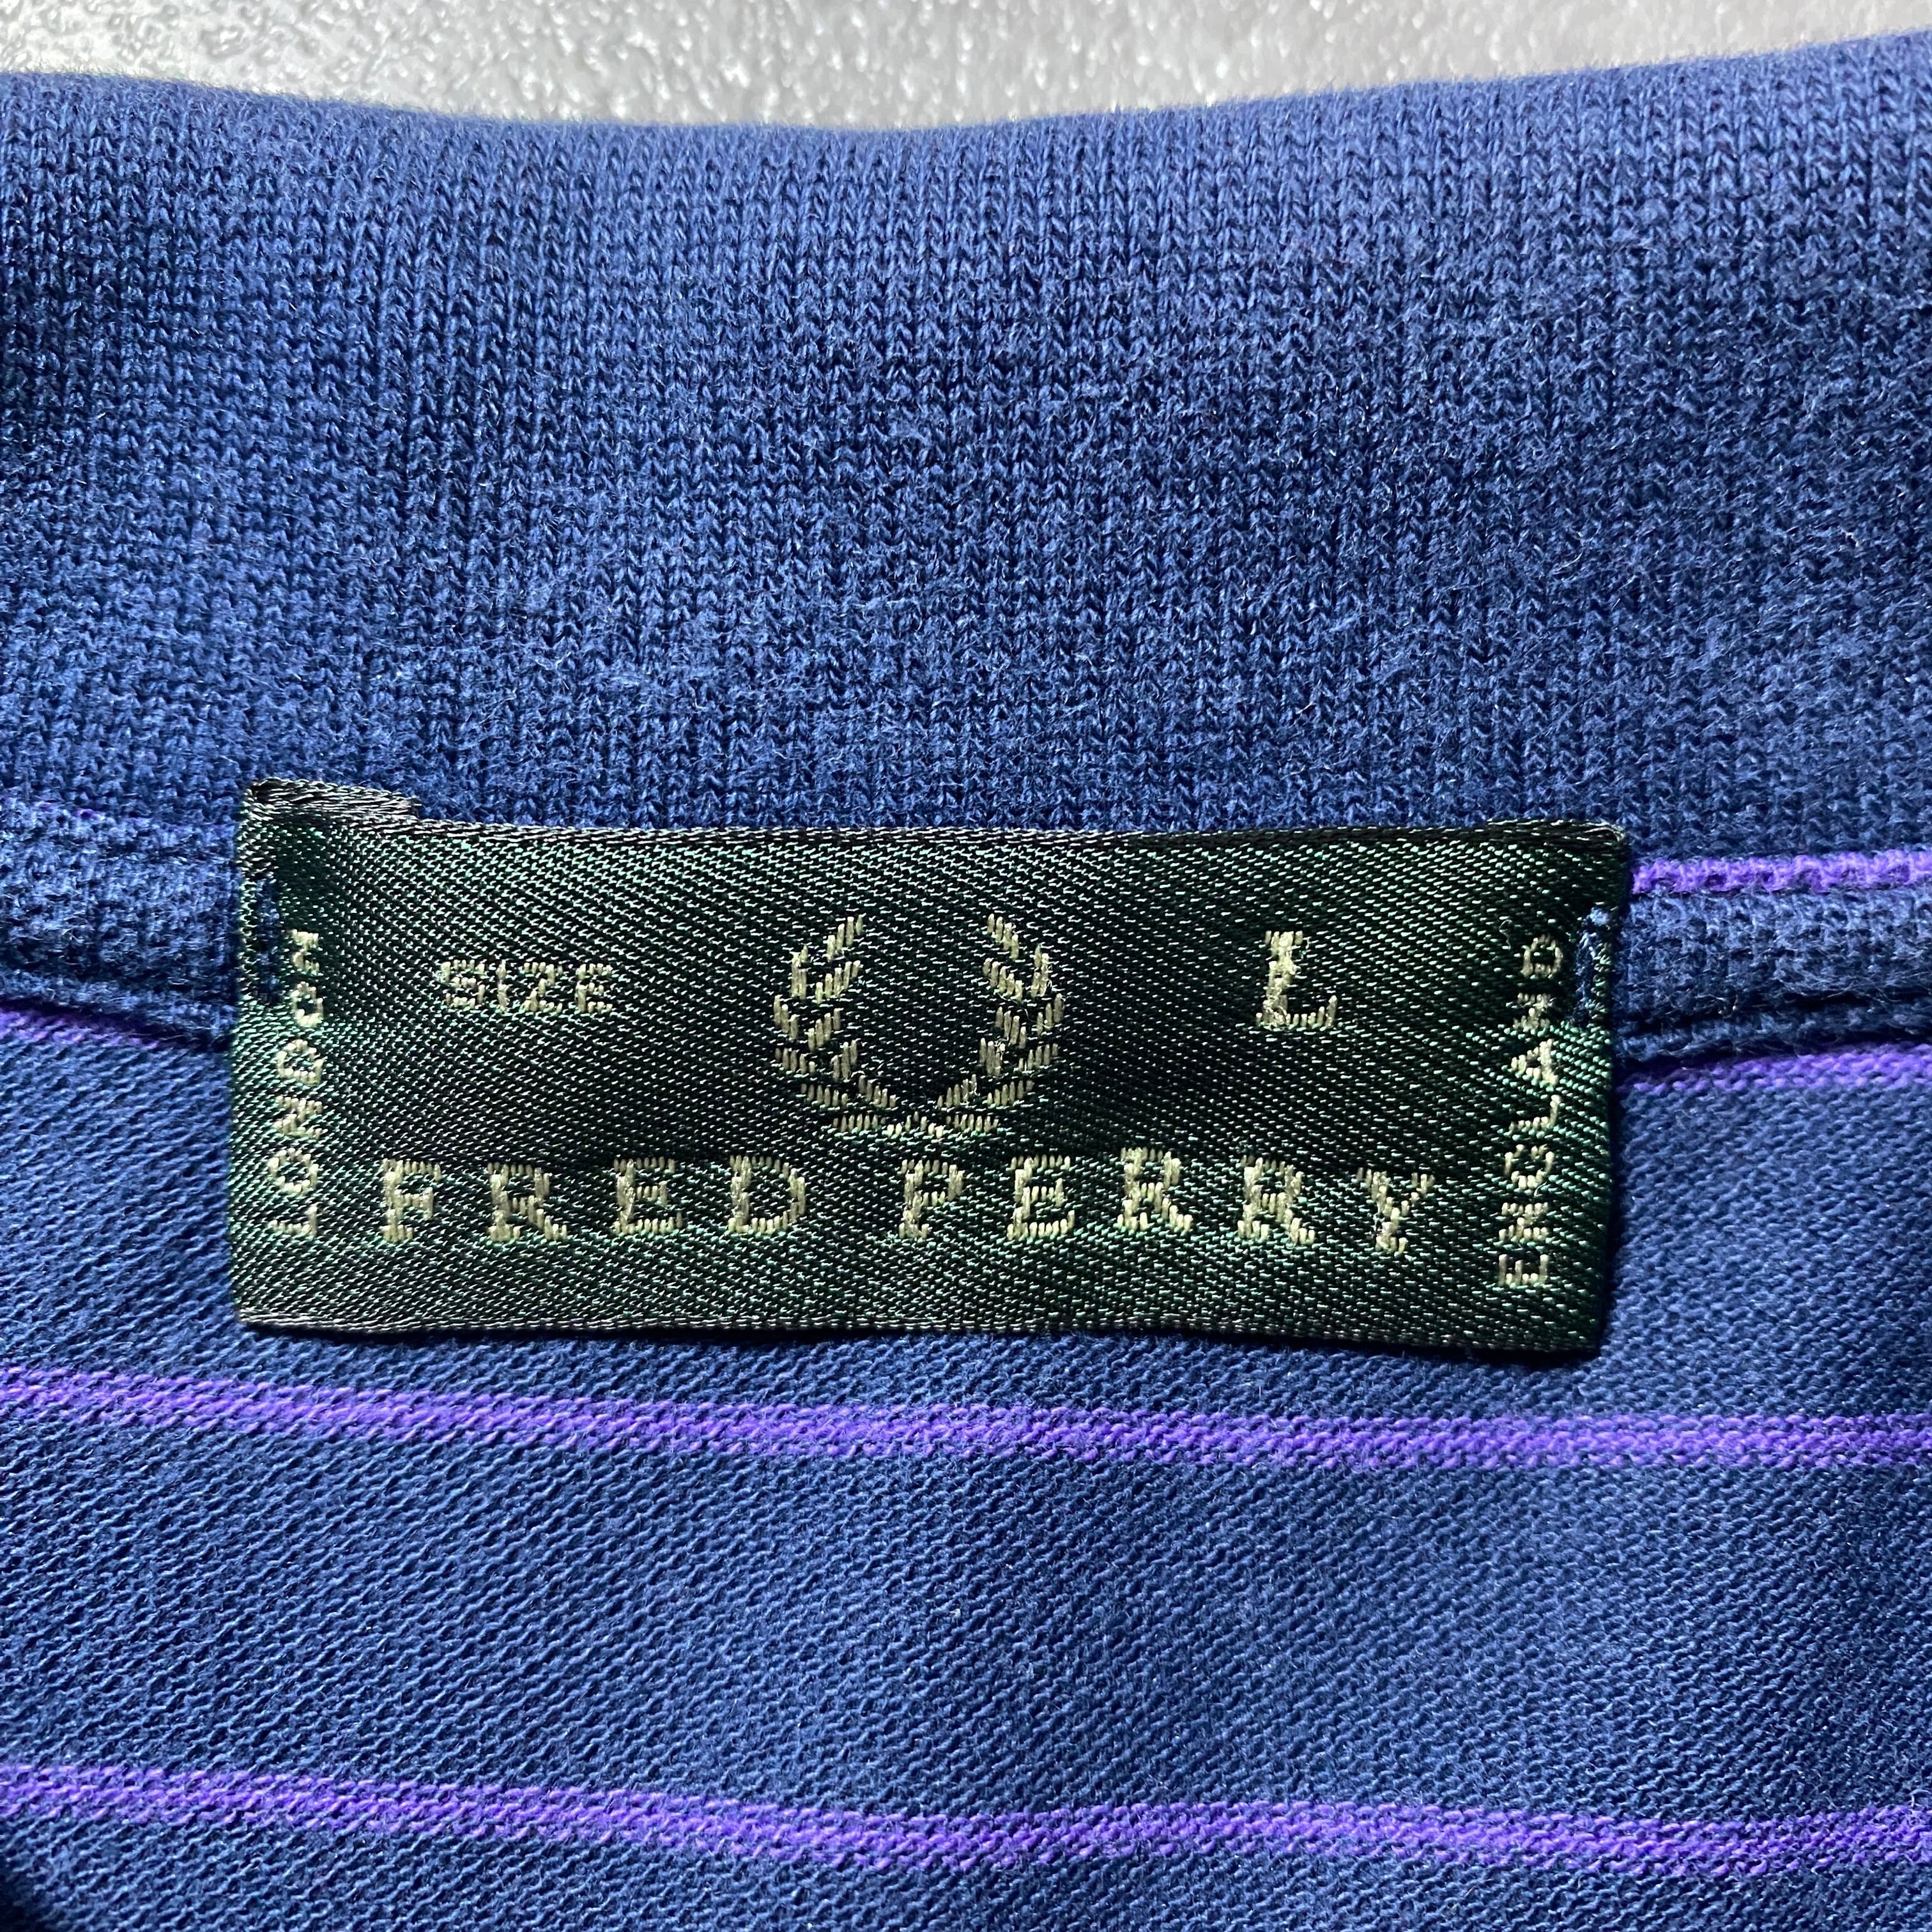 LONDON
SIZE L
FRED PERRY
ENGLAND